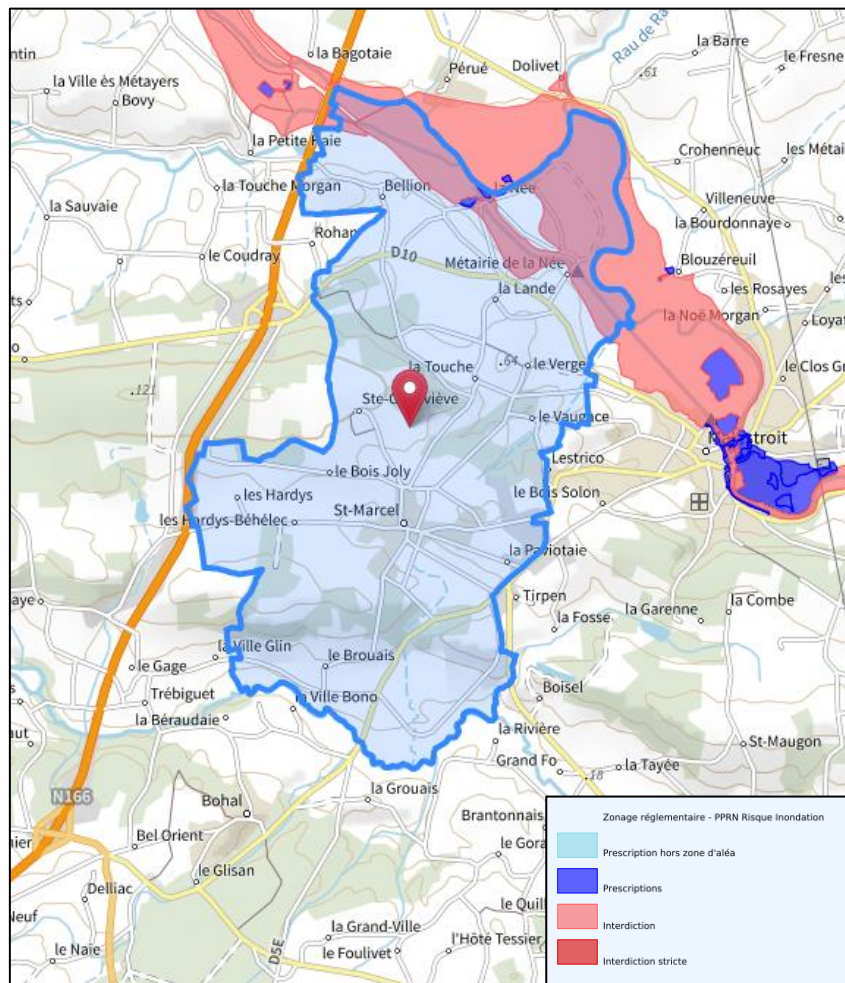 la Bagotaie
la Barre
le Fresne
ntin
la Ville ès Métayers
Pérué
Dolivet
Rau de Ra
.61
Bovy
la Petite Haie
Crohenneuc
les Métai
la Touche Morgan
Bellion
la Née
Villeneuve
la Sauvaie
la Bourdonnaye
Rohan
le Coudray
D10
Métairie de la Née
Blouzéreuil
les Rosayes
les
ts
la Lande
la Noë Morgan
Loyat
.64
le Verger
la Touche
.121
le Clos Gr
le Vaugace
Lestrico
le Bois Joly
les Hardys
le Bois Solon
St-Marcel
les Hardys-Béhélec
la Paviotaie
aye
Tirpen
la Garenne
la Combe
la Fosse
la Ville Glin
le Gage
le Brouais
Trébiguet
Boisel
la Ville Bono
la Béraudaie
la Rivière
St-Maugon
naut
Grand Fo
.18
la Tayée
N166
la Grouais
Bohal
Brantonnais
nier
Bel Orient
le Gora
le Glisan
Delliac
Neuf
le Quil
la Grand-Ville
le Naie
D5E
le Foulivet
l'Hôté Tessier
Zonage réglementaire - PPRN Risque Inondation
Prescription hors zone d'aléa
Prescriptions
Interdiction
Interdiction stricte